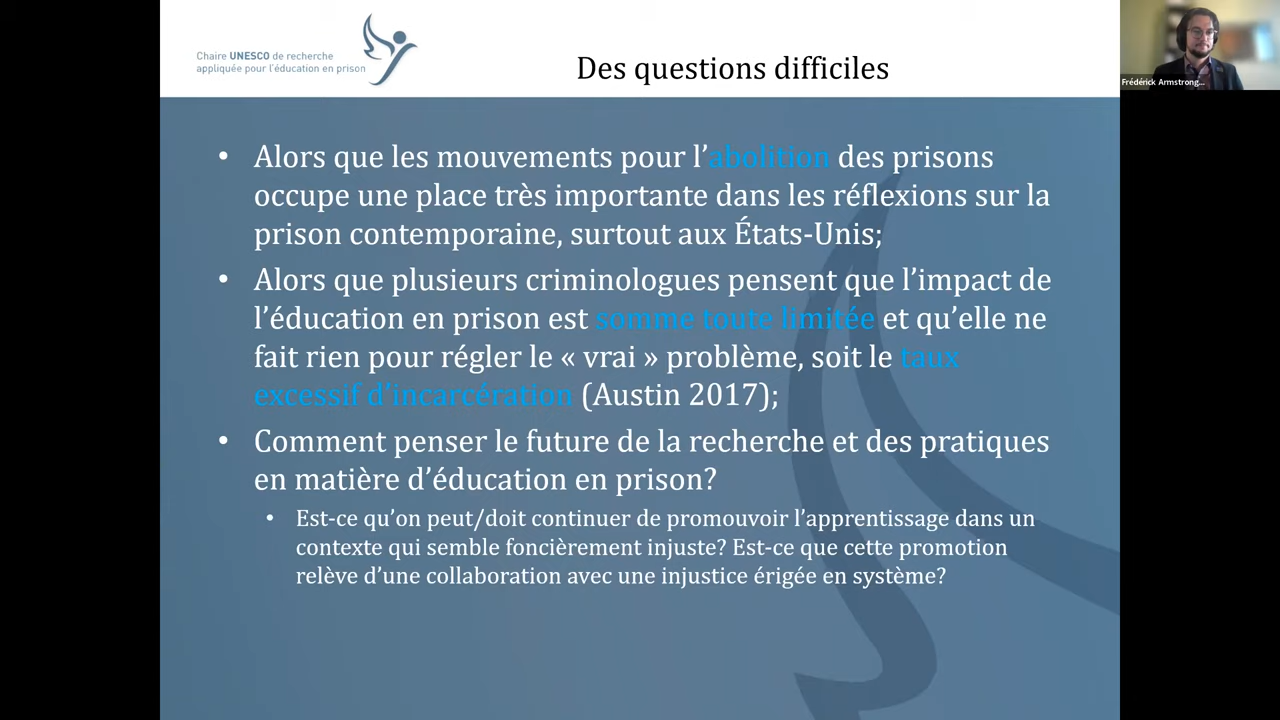 Chaire UNESCO de recherche
appliquée pour l'éducation en prison
Des questions difficiles
Frédérick Armstrong...
• Alors que les mouvements pour l'abolition des prisons
occupe une place très importante dans les réflexions sur la
prison contemporaine, surtout aux États-Unis;
• Alors que plusieurs criminologues pensent que l'impact de
l'éducation en prison est somme toute limitée et qu'elle ne
fait rien pour régler le « vrai » problème, soit le taux
excessif d'incarcération (Austin 2017);
• Comment penser le future de la recherche et des pratiques
en matière d'éducation en prison?
• Est-ce qu'on peut/doit continuer de promouvoir l'apprentissage dans un
contexte qui semble foncièrement injuste? Est-ce que cette promotion
relève d'une collaboration avec une injustice érigée en système?